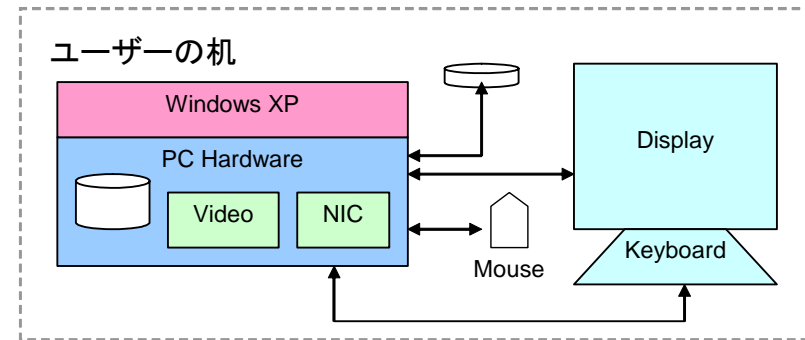 ユーザーの机
Windows XP
PC Hardware
Video
NIC
Mouse
Display
Keyboard